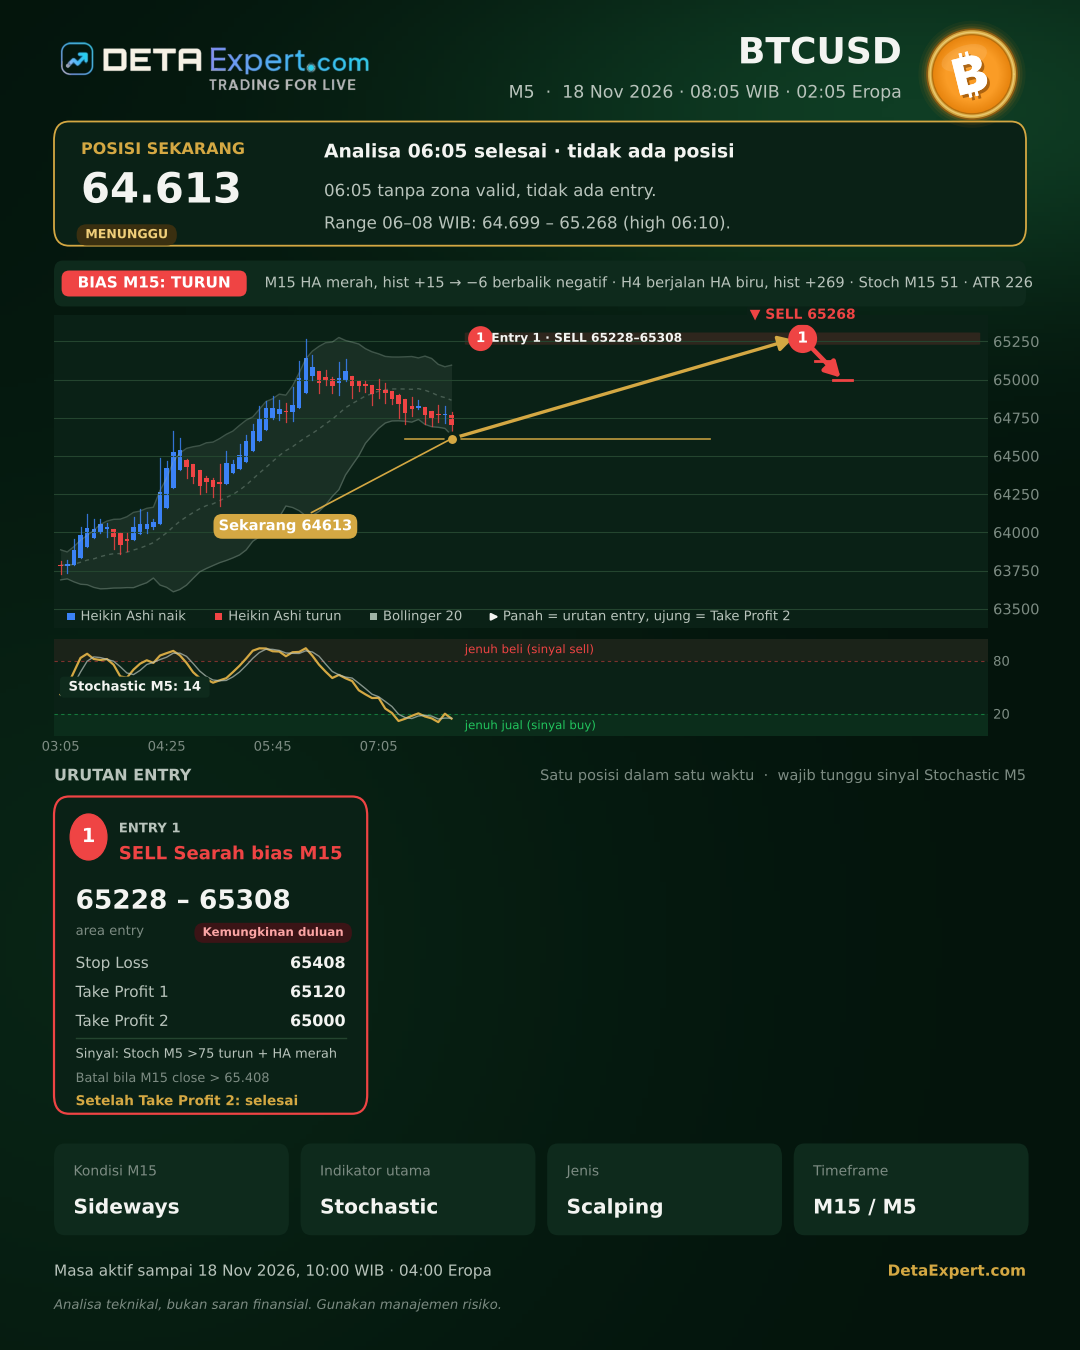 DETA Expert.com
TRADING FOR LIVE
BTCUSD
M5 · 18 Nov 2026 · 08:05 WIB · 02:05 Eropa
POSISI SEKARANG
64.613
MENUNGGU
Analisa 06:05 selesai · tidak ada posisi
06:05 tanpa zona valid, tidak ada entry.
Range 06–08 WIB: 64.699 – 65.268 (high 06:10).
BIAS M15: TURUN
M15 HA merah, hist +15 → −6 berbalik negatif · H4 berjalan HA biru, hist +269 · Stoch M15 51 · ATR 226
▼ SELL 65268
1 Entry 1 · SELL 65228–65308
1
65250
65000
64750
64500
64250
64000
63750
63500
Sekarang 64613
Heikin Ashi naik
Heikin Ashi turun
Bollinger 20
Panah = urutan entry, ujung = Take Profit 2
jenuh beli (sinyal sell)
80
Stochastic M5: 14
20
jenuh jual (sinyal buy)
03:05 04:25 05:45 07:05
URUTAN ENTRY
Satu posisi dalam satu waktu · wajib tunggu sinyal Stochastic M5
1
ENTRY 1
SELL Searah bias M15
65228 – 65308
area entry
Kemungkinan duluan
Stop Loss 65408
Take Profit 1 65120
Take Profit 2 65000
Sinyal: Stoch M5 >75 turun + HA merah
Batal bila M15 close > 65.408
Setelah Take Profit 2: selesai
Kondisi M15
Sideways
Indikator utama
Stochastic
Jenis
Scalping
Timeframe
M15 / M5
Masa aktif sampai 18 Nov 2026, 10:00 WIB · 04:00 Eropa
DetaExpert.com
Analisa teknikal, bukan saran finansial. Gunakan manajemen risiko.